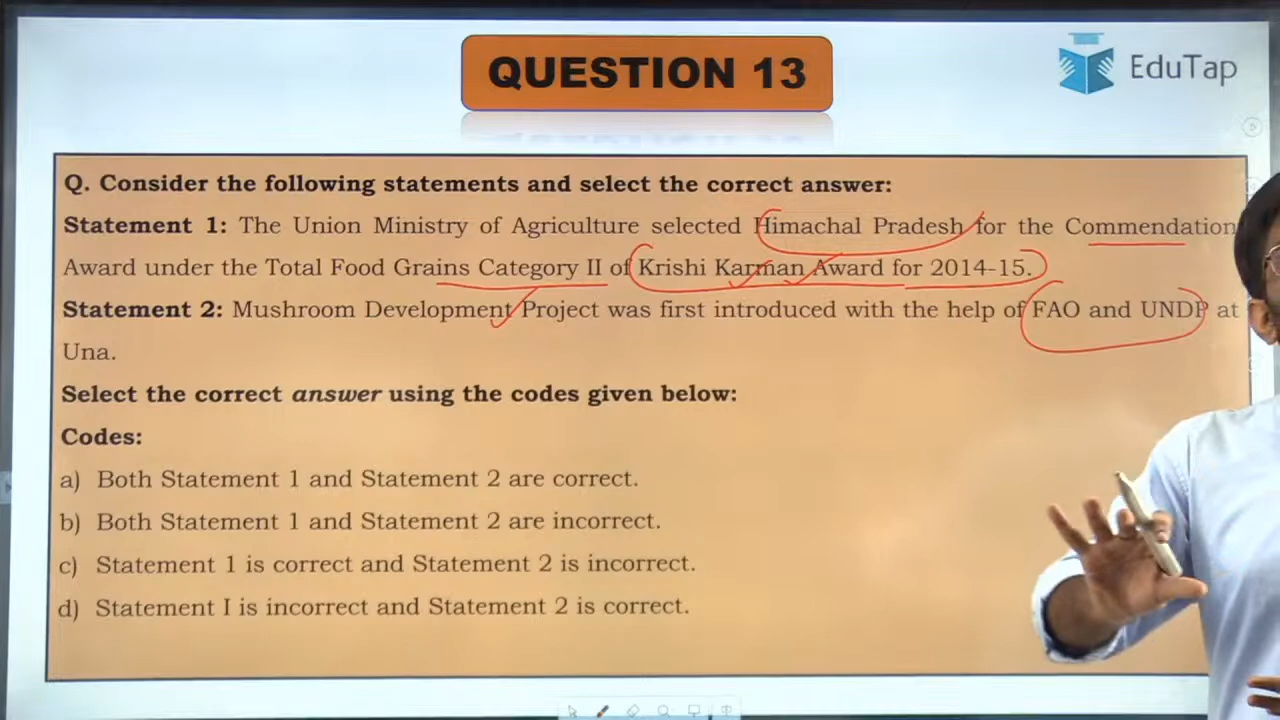 QUESTION 13
EduTap
Q. Consider the following statements and select the correct answer:
Statement 1: The Union Ministry of Agriculture selected Himachal Pradesh for the Commendation
Award under the Total Food Grains Category II of Krishi Karman Award for 2014-15.
Statement 2: Mushroom Development Project was first introduced with the help of FAO and UNDP at
Una.
Select the correct answer using the codes given below:
Codes:
a) Both Statement 1 and Statement 2 are correct.
b) Both Statement 1 and Statement 2 are incorrect.
c) Statement 1 is correct and Statement 2 is incorrect.
d) Statement I is incorrect and Statement 2 is correct.